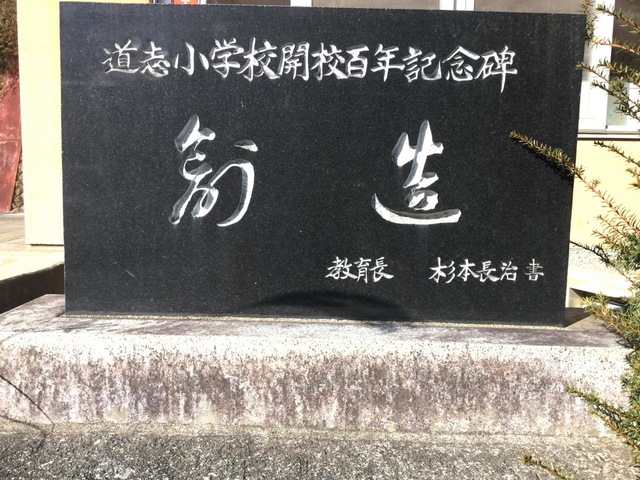 道志小学校開校百年記念碑
創造
教育長 杉本長治 書